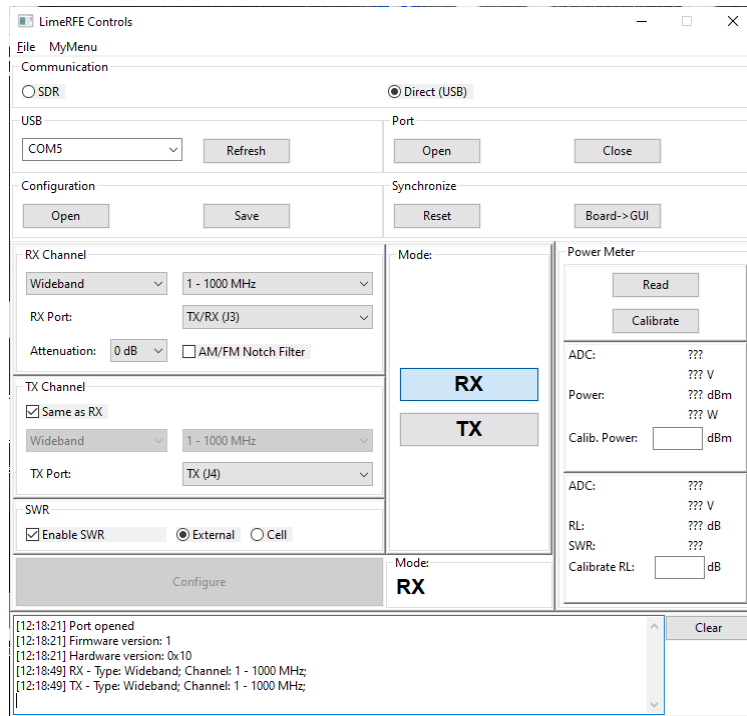 LimeRFE Controls
File MyMenu
Communication
SDR Direct (USB)
USB Port
COM5 Refresh Open Close
Configuration Synchronize
Open Save Reset Board->GUI
RX Channel Mode: Power Meter
Wideband 1 - 1000 MHz Read
RX Port: TX/RX (J3) Calibrate
Attenuation: 0 dB AM/FM Notch Filter ADC: ???
??? V
TX Channel RX Power: ??? dBm
Same as RX ??? W
Wideband 1 - 1000 MHz TX Calib. Power: dBm
TX Port: TX (J4)
ADC: ???
SWR ??? V
Enable SWR External Cell RL: ??? dB
SWR: ???
Mode: Calibrate RL: dB
Configure RX
[12:18:21] Port opened Clear
[12:18:21] Firmware version: 1
[12:18:21] Hardware version: 0x10
[12:18:49] RX - Type: Wideband; Channel: 1 - 1000 MHz;
[12:18:49] TX - Type: Wideband; Channel: 1 - 1000 MHz;